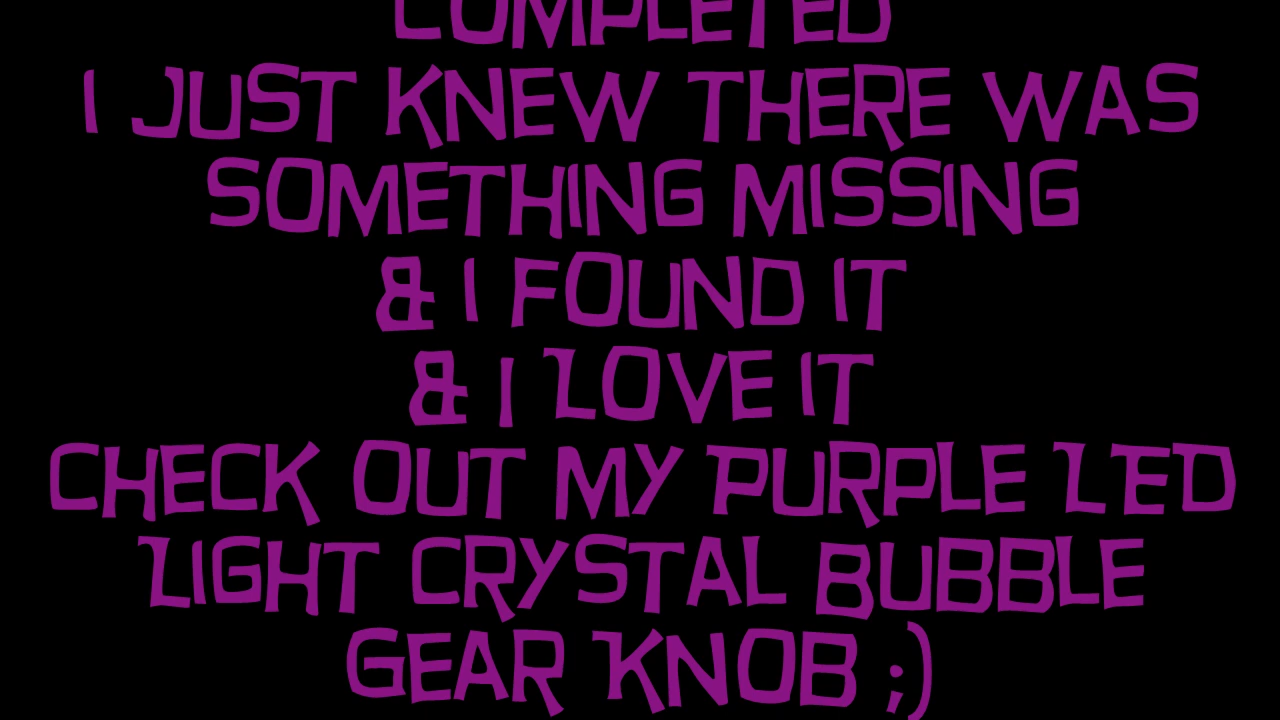 COMPLETED
I JUST KNEW THERE WAS
SOMETHING MISSING
& I FOUND IT
& I LOVE IT
CHECK OUT MY PURPLE LED
LIGHT CRYSTAL BUBBLE
GEAR KNOB ;)